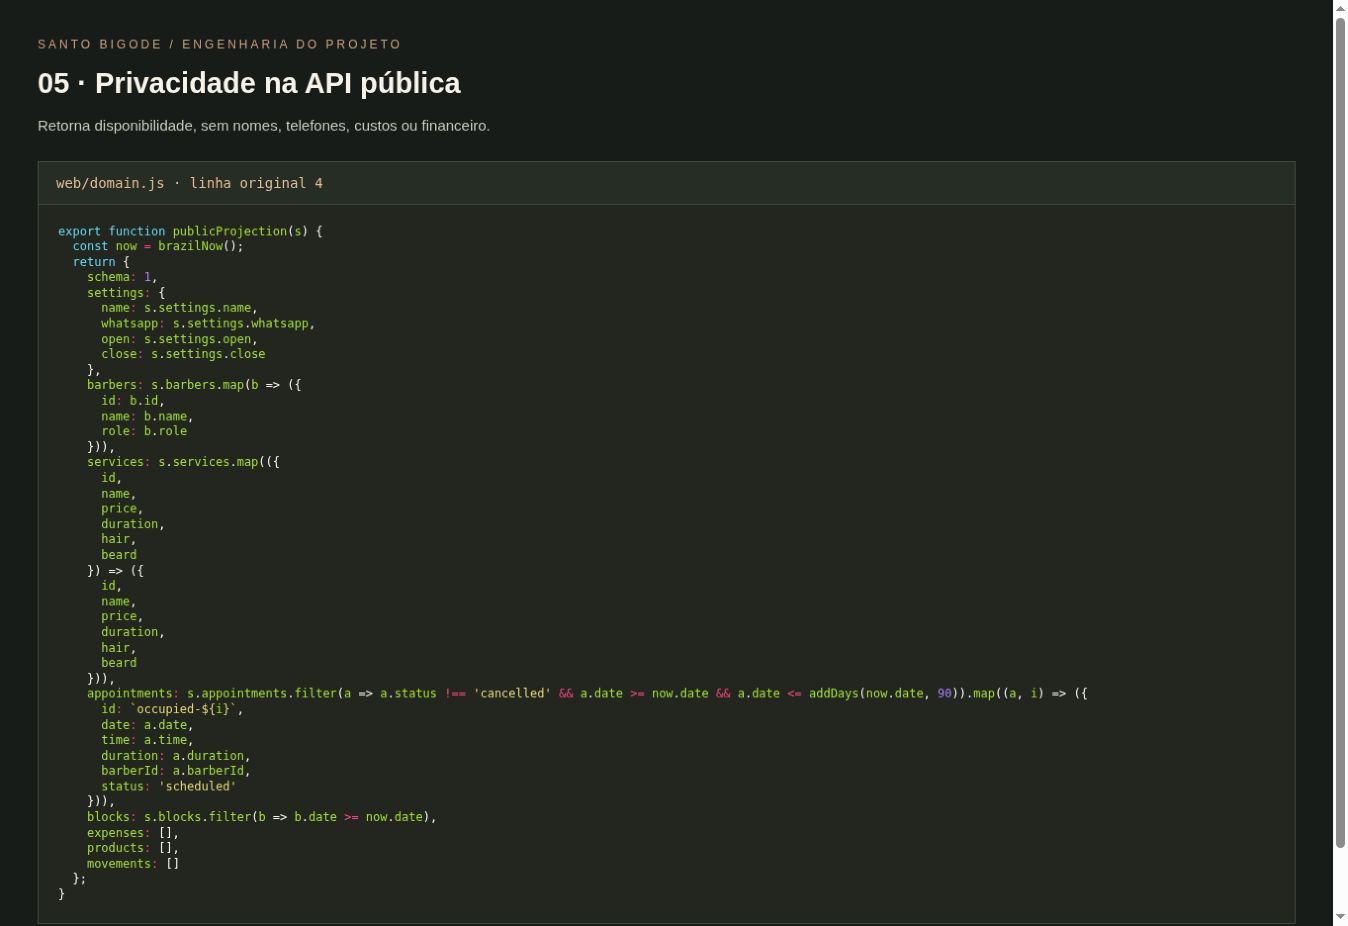 SANTO BIGODE / ENGENHARIA DO PROJETO
05 · Privacidade na API pública
Retorna disponibilidade, sem nomes, telefones, custos ou financeiro.
web/domain.js · linha original 4
export function publicProjection(s) {
  const now = brazilNow();
  return {
    schema: 1,
    settings: {
      name: s.settings.name,
      whatsapp: s.settings.whatsapp,
      open: s.settings.open,
      close: s.settings.close
    },
    barbers: s.barbers.map(b => ({
      id: b.id,
      name: b.name,
      role: b.role
    })),
    services: s.services.map(({
      id,
      name,
      price,
      duration,
      hair,
      beard
    }) => ({
      id,
      name,
      price,
      duration,
      hair,
      beard
    })),
    appointments: s.appointments.filter(a => a.status !== 'cancelled' && a.date >= now.date && a.date <= addDays(now.date, 90)).map((a, i) => ({
      id: `occupied-${i}`,
      date: a.date,
      time: a.time,
      duration: a.duration,
      barberId: a.barberId,
      status: 'scheduled'
    })),
    blocks: s.blocks.filter(b => b.date >= now.date),
    expenses: [],
    products: [],
    movements: []
  };
}